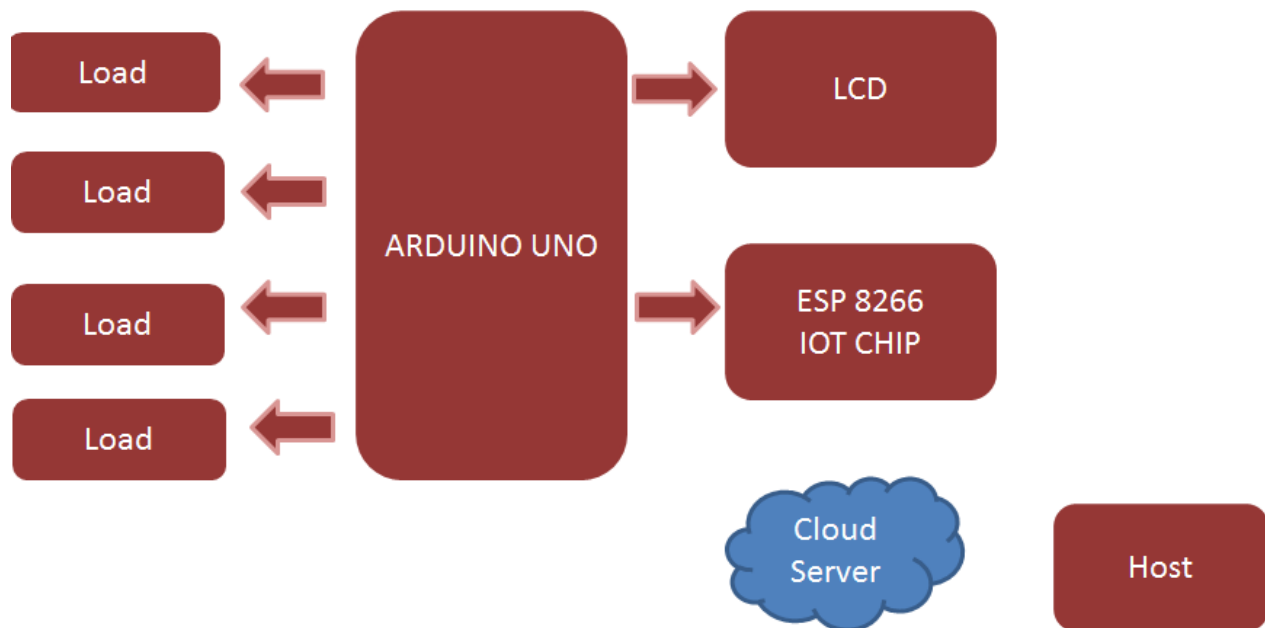 Load
Load
Load
Load
ARDUINO UNO
LCD
ESP 8266
IOT CHIP
Cloud
Server
Host